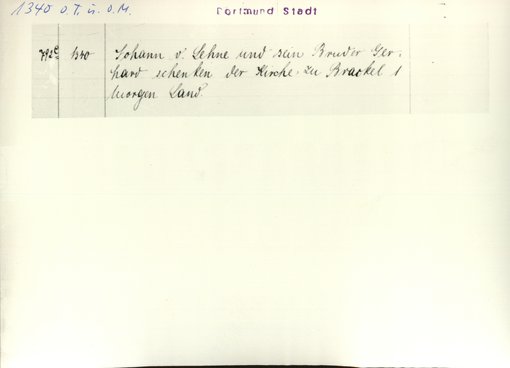 1340 o T. u. o. M.
Dortmund Stadt
792c 1340 Johann v. Lehne und sein Bruder Ger-
hard schenken der Kirche zu Brackel 1
Morgen Land.